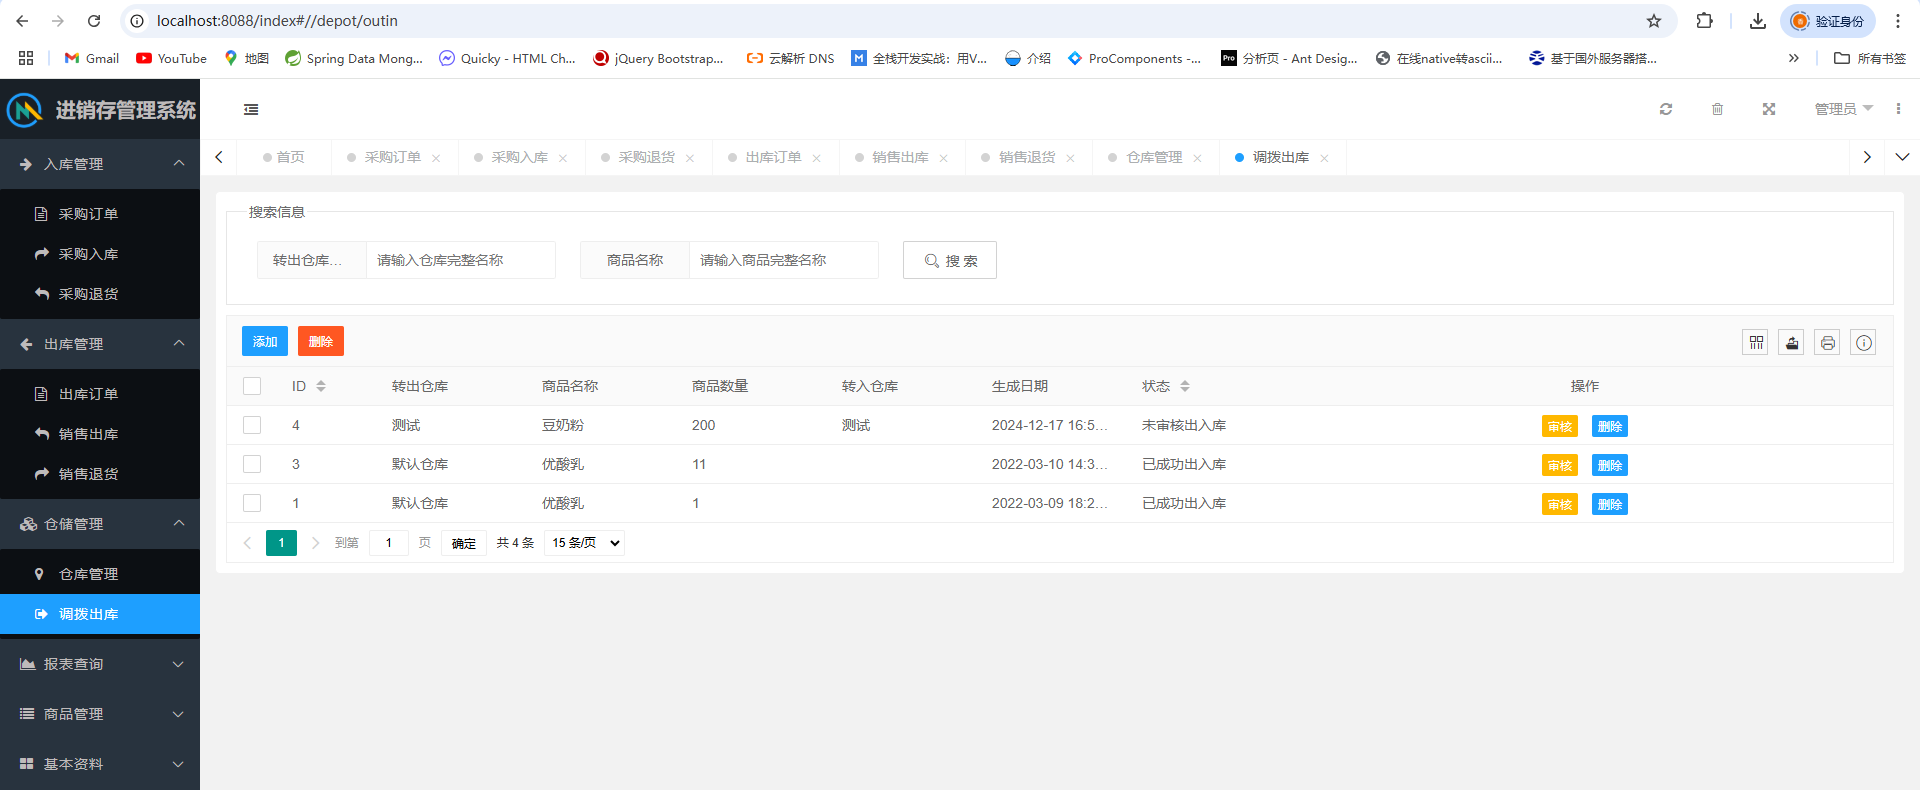 localhost:8088/index#//depot/outin
验证身份
Gmail
YouTube
地图
Spring Data Mong...
Quicky - HTML Ch...
jQuery Bootstrap...
云解析 DNS
全栈开发实战：用V...
介绍
ProComponents -...
Pro
分析页 - Ant Desig...
在线native转ascii...
基于国外服务器搭...
所有书签
进销存管理系统
管理员
入库管理
采购订单
采购入库
采购退货
出库管理
出库订单
销售出库
销售退货
仓储管理
仓库管理
调拨出库
报表查询
商品管理
基本资料
首页
采购订单
采购入库
采购退货
出库订单
销售出库
销售退货
仓库管理
调拨出库
搜索信息
转出仓库...
请输入仓库完整名称
商品名称
请输入商品完整名称
搜 索
添加
删除
ID 转出仓库 商品名称 商品数量 转入仓库 生成日期 状态 操作
4 测试 豆奶粉 200 测试 2024-12-17 16:5... 未审核出入库 审核 删除
3 默认仓库 优酸乳 11 2022-03-10 14:3... 已成功出入库 审核 删除
1 默认仓库 优酸乳 1 2022-03-09 18:2... 已成功出入库 审核 删除
1 到第 1 页 确定 共 4 条 15 条/页